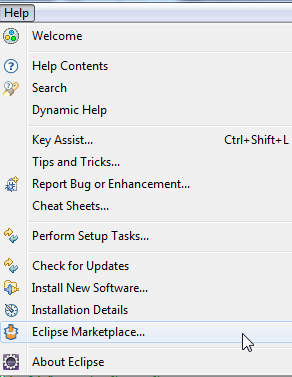 Help
Welcome
Help Contents
Search
Dynamic Help
Key Assist... Ctrl+Shift+L
Tips and Tricks...
Report Bug or Enhancement...
Cheat Sheets...
Perform Setup Tasks...
Check for Updates
Install New Software...
Installation Details
Eclipse Marketplace...
About Eclipse